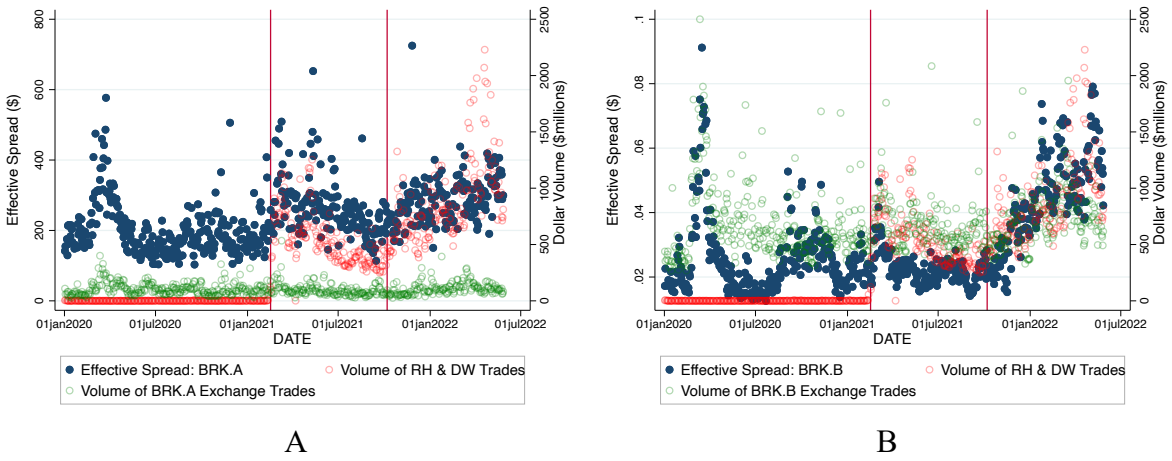 800
600
400
200
0
Effective Spread ($)
2500
2000
1500
1000
500
0
Dollar Volume ($millions)
01jan2020
01jul2020
01jan2021
01jul2021
01jan2022
01jul2022
DATE
Effective Spread: BRK.A
Volume of RH & DW Trades
Volume of BRK.A Exchange Trades
A
.1
.08
.06
.04
.02
Effective Spread ($)
2500
2000
1500
1000
500
0
Dollar Volume ($millions)
01jan2020
01jul2020
01jan2021
01jul2021
01jan2022
01jul2022
DATE
Effective Spread: BRK.B
Volume of RH & DW Trades
Volume of BRK.B Exchange Trades
B